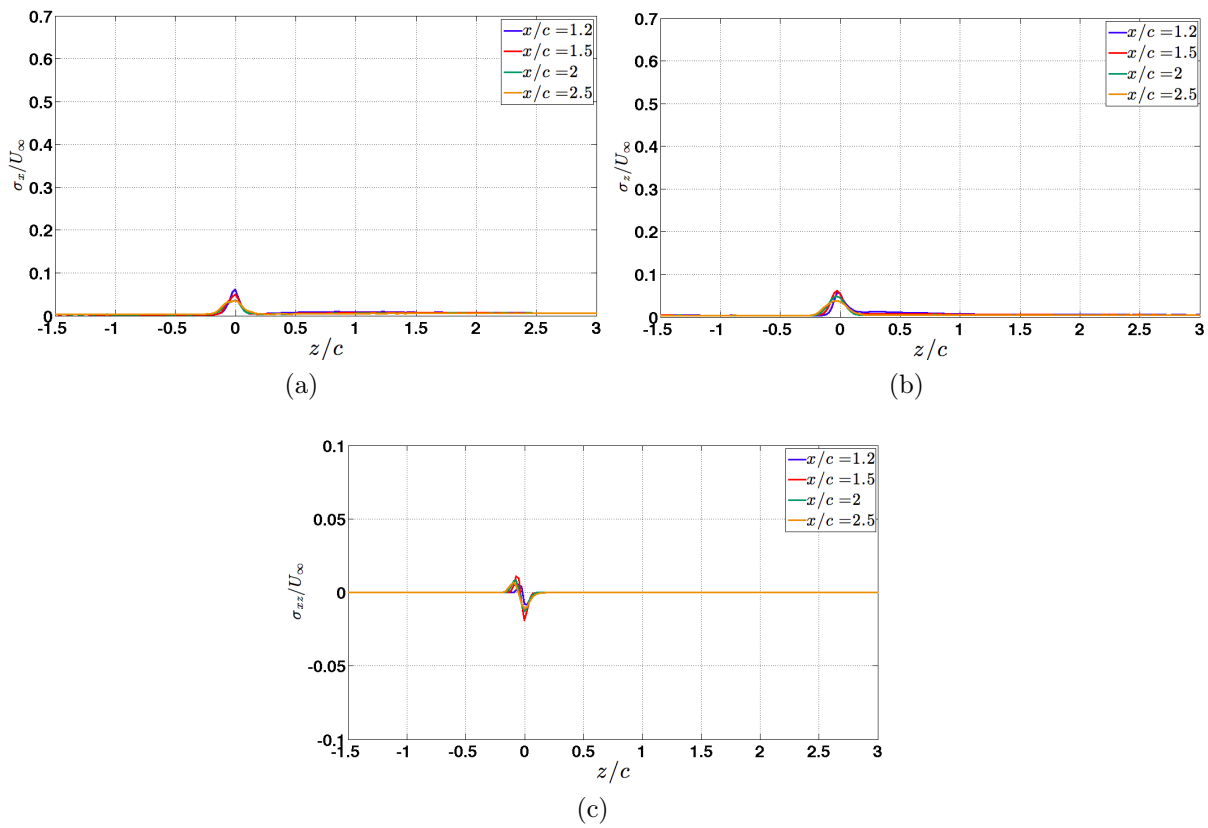 0.7
0.6
0.5
0.4
0.3
0.2
0.1
0
σx/U∞
-1.5 -1 -0.5 0 0.5 1 1.5 2 2.5 3
z/c
x/c =1.2
x/c =1.5
x/c =2
x/c =2.5
(a)
0.7
0.6
0.5
0.4
0.3
0.2
0.1
0
σz/U∞
-1.5 -1 -0.5 0 0.5 1 1.5 2 2.5 3
z/c
x/c =1.2
x/c =1.5
x/c =2
x/c =2.5
(b)
0.1
0.05
0
-0.05
-0.1
σxz/U∞
-1.5 -1 -0.5 0 0.5 1 1.5 2 2.5 3
z/c
x/c =1.2
x/c =1.5
x/c =2
x/c =2.5
(c)